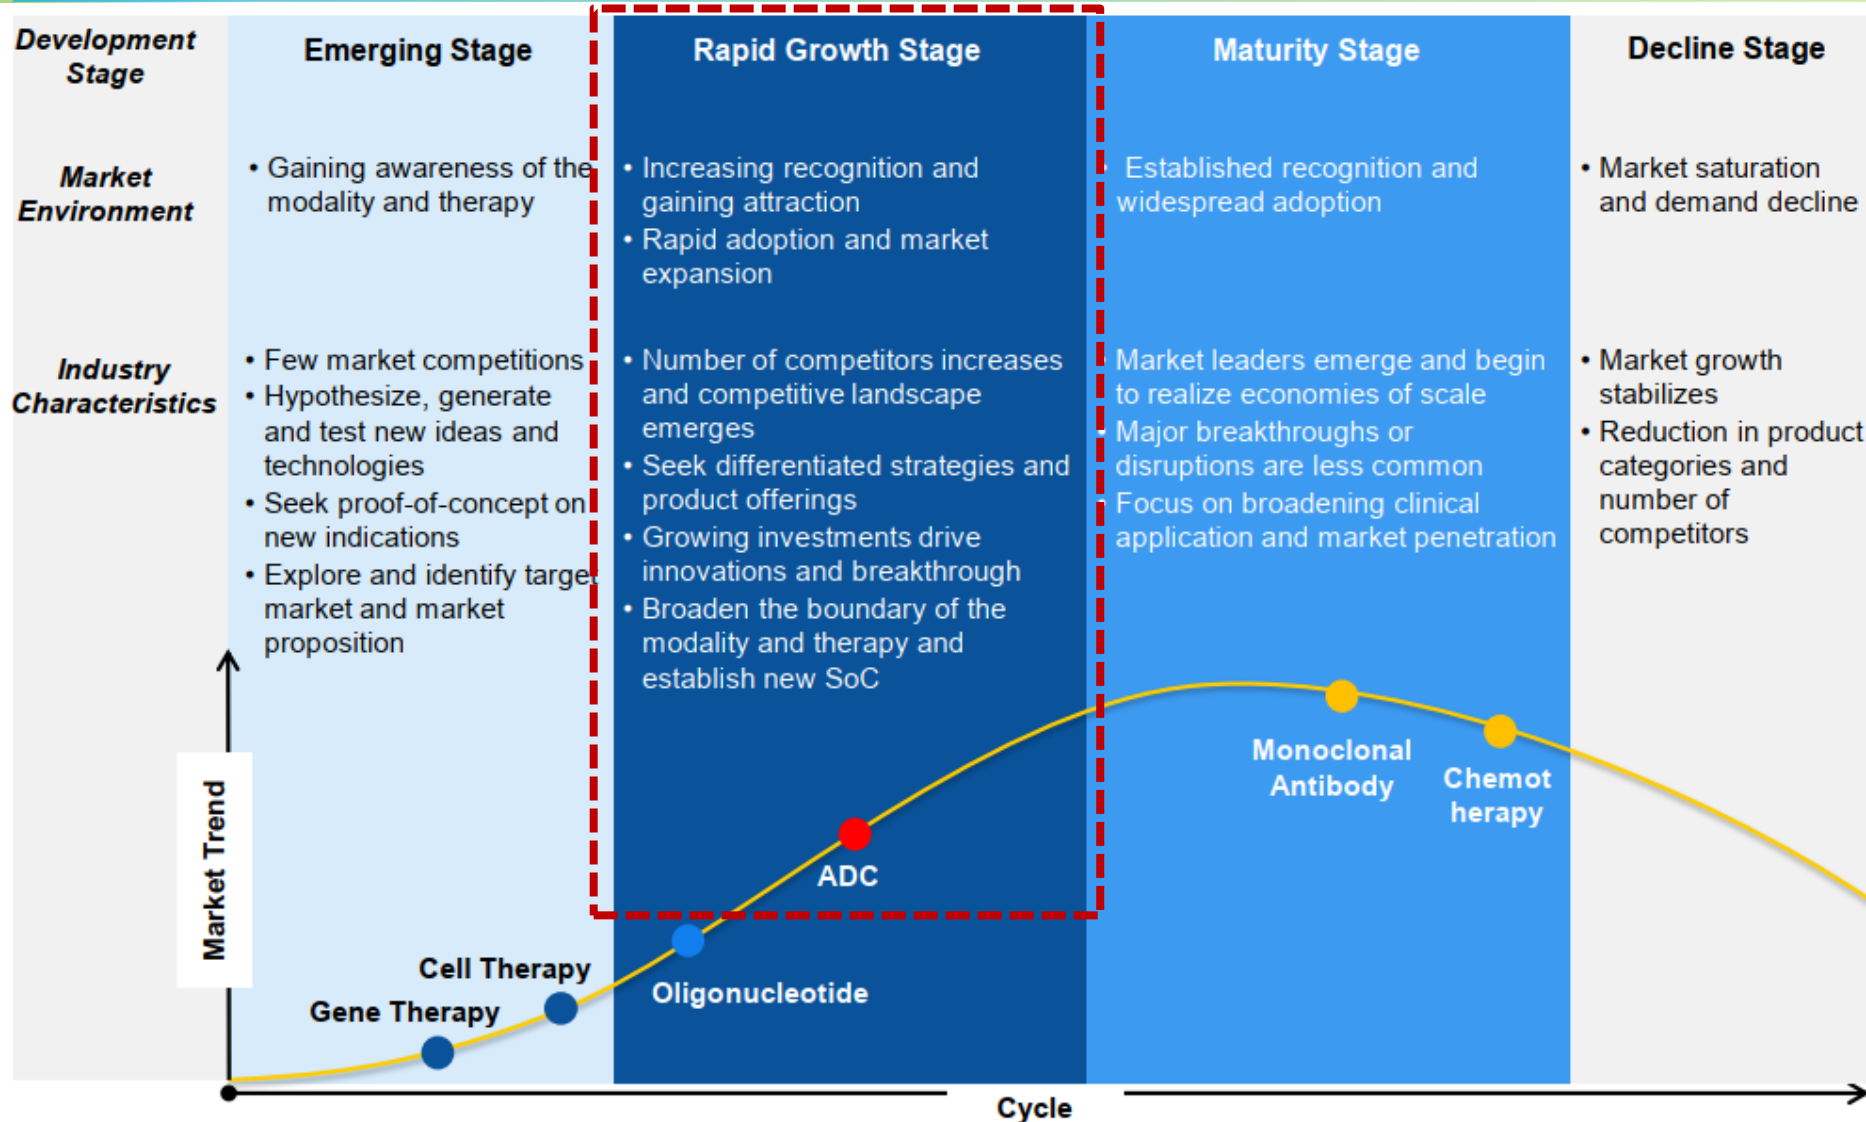 Development
Stage
Emerging Stage
Rapid Growth Stage
Maturity Stage
Decline Stage
Market
Environment
• Gaining awareness of the
modality and therapy
• Increasing recognition and
gaining attraction
• Rapid adoption and market
expansion
• Established recognition and
widespread adoption
• Market saturation
and demand decline
Industry
Characteristics
• Few market competitions
• Hypothesize, generate
and test new ideas and
technologies
• Seek proof-of-concept on
new indications
• Explore and identify target
market and market
proposition
• Number of competitors increases
and competitive landscape
emerges
• Seek differentiated strategies and
product offerings
• Growing investments drive
innovations and breakthrough
• Broaden the boundary of the
modality and therapy and
establish new SoC
• Market leaders emerge and begin
to realize economies of scale
• Major breakthroughs or
disruptions are less common
• Focus on broadening clinical
application and market penetration
• Market growth
stabilizes
• Reduction in product
categories and
number of
competitors
Market Trend
Gene Therapy
Cell Therapy
Oligonucleotide
ADC
Monoclonal
Antibody
Chemot
herapy
Cycle